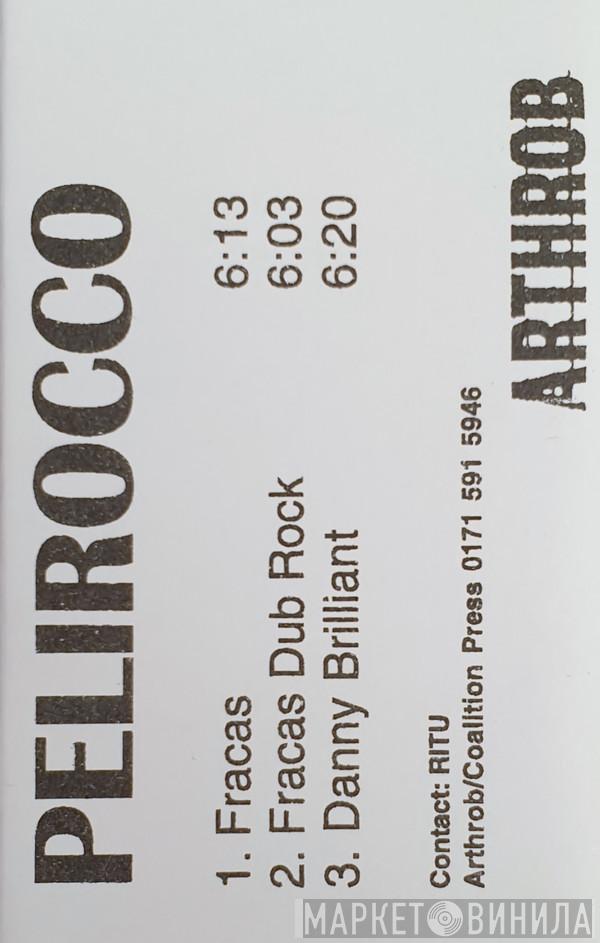 PELIROCCO
1. Fracas 6:13
2. Fracas Dub Rock 6:03
3. Danny Brilliant 6:20
Contact: RITU
Arthrob/Coalition Press 0171 591 5946
ARTHROB
МАРКЕТ ВИНИЛА